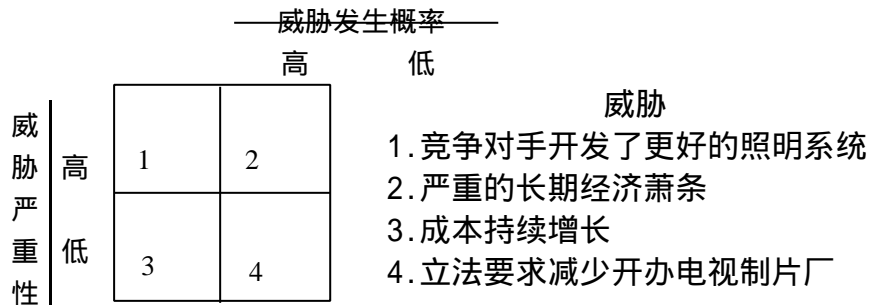 威胁发生概率
高 低
威胁
威胁严重性
高
1 2
1.竞争对手开发了更好的照明系统
2.严重的长期经济萧条
低
3 4
3.成本持续增长
4.立法要求减少开办电视制片厂